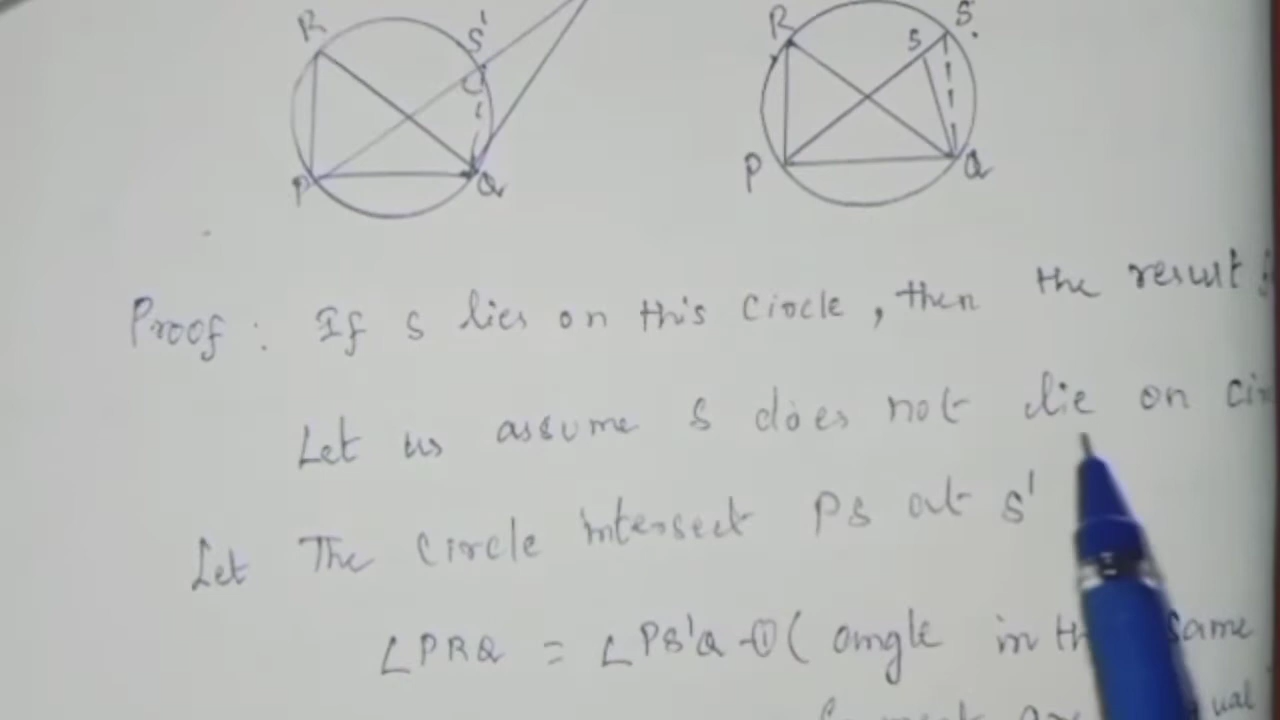 R S' R S S.
P Q P Q
Proof : If S lies on this circle, then the result
Let us assume S does not lie on
Let The circle intersect PS at S'
∠PRQ = ∠PS'Q -① ( angle in the same
are